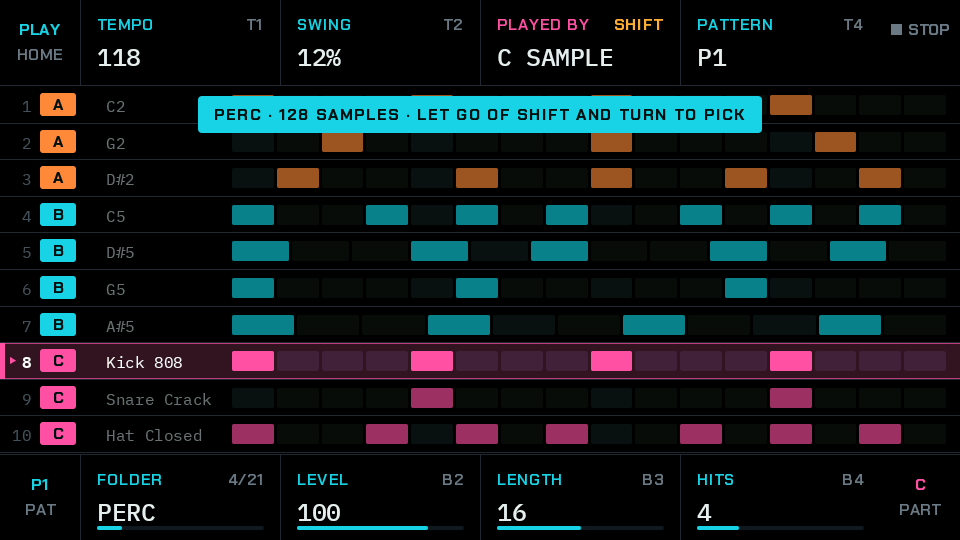 PLAY
HOME
TEMPO T1
118
SWING T2
12%
PLAYED BY SHIFT
C SAMPLE
PATTERN T4
P1
STOP
PERC · 128 SAMPLES · LET GO OF SHIFT AND TURN TO PICK
1 A C2
2 A G2
3 A D#2
4 B C5
5 B D#5
6 B G5
7 B A#5
8 C Kick 808
9 C Snare Crack
10 C Hat Closed
P1
PAT
FOLDER 4/21
PERC
LEVEL B2
100
LENGTH B3
16
HITS B4
4
C
PART